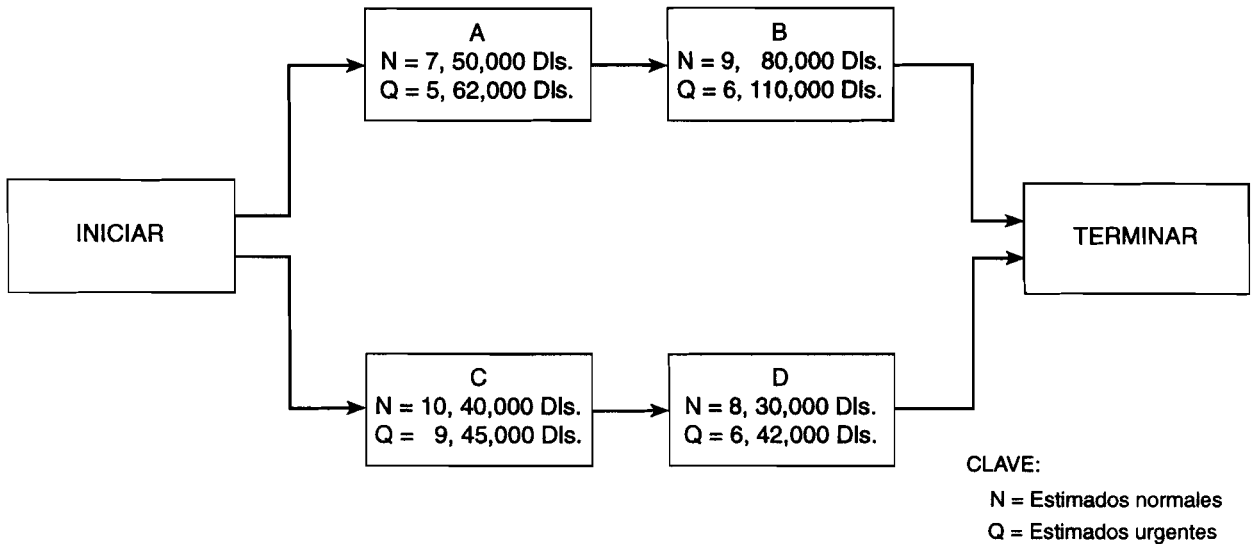 A
N = 7, 50,000 Dls.
Q = 5, 62,000 Dls.
B
N = 9, 80,000 Dls.
Q = 6, 110,000 Dls.
INICIAR
TERMINAR
C
N = 10, 40,000 Dls.
Q = 9, 45,000 Dls.
D
N = 8, 30,000 Dls.
Q = 6, 42,000 Dls.
CLAVE:
N = Estimados normales
Q = Estimados urgentes